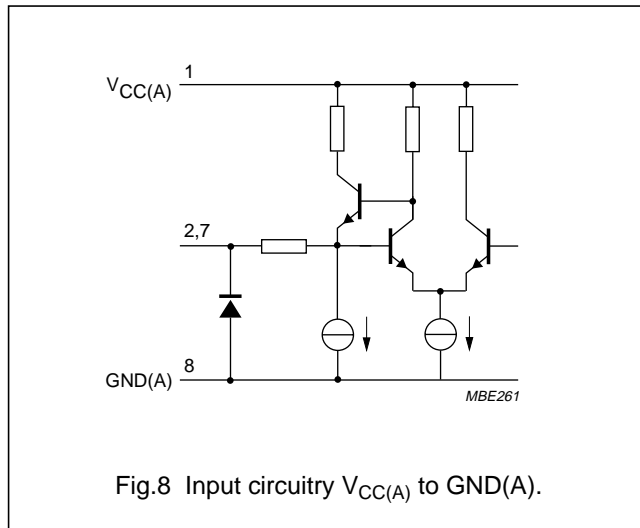 1
VCC(A)
2,7
8
GND(A)
MBE261
Fig.8 Input circuitry VCC(A) to GND(A).